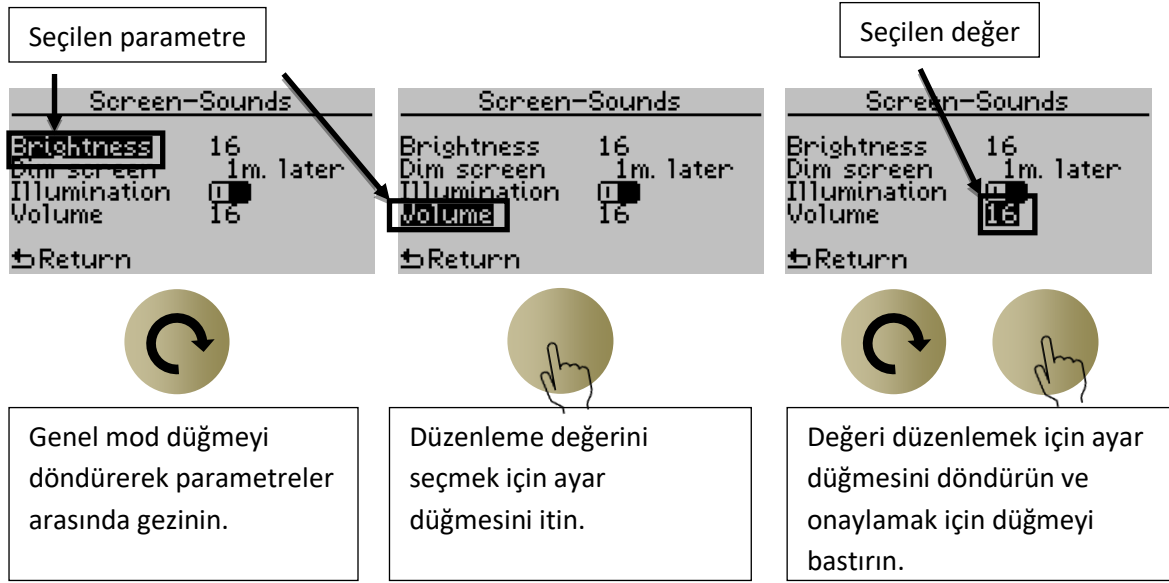 Seçilen parametre
Seçilen değer
Screen-Sounds
Brightness 16
Dim screen 1m. later
Illumination
Volume 16
Return
Screen-Sounds
Brightness 16
Dim screen 1m. later
Illumination
Volume 16
Return
Screen-Sounds
Brightness 16
Dim screen 1m. later
Illumination
Volume 16
Return
Genel mod düğmeyi
döndürerek parametreler
arasında gezinin.
Düzenleme değerini
seçmek için ayar
düğmesini itin.
Değeri düzenlemek için ayar
düğmesini döndürün ve
onaylamak için düğmeyi
bastırın.